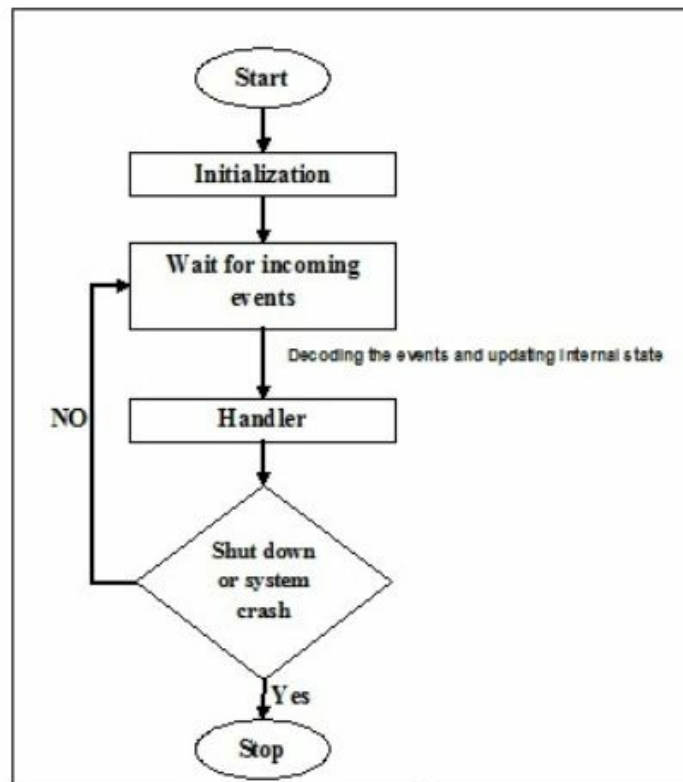 Start
Initialization
Wait for incoming
events
Decoding the events and updating internal state
Handler
NO
Shut down
or system
crash
Yes
Stop